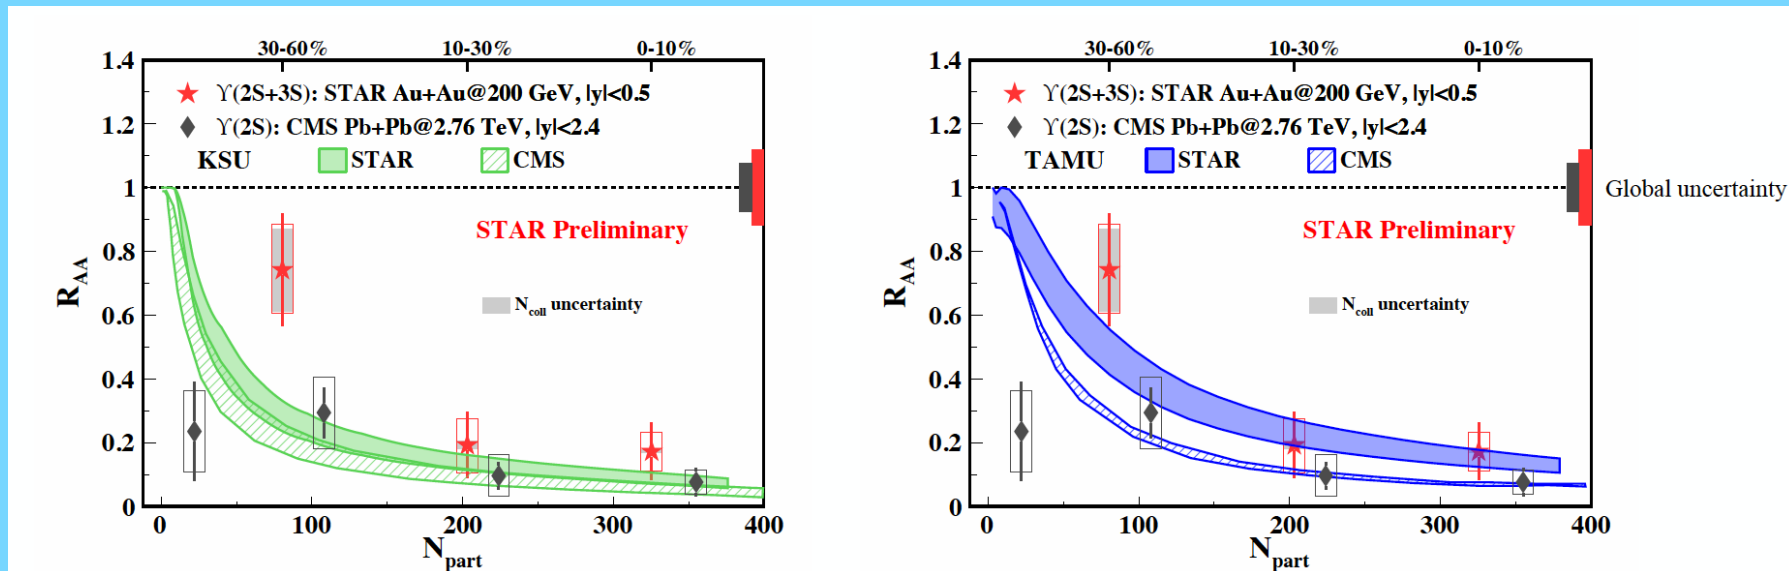 30-60% 10-30% 0-10%
1.4
ϒ(2S+3S): STAR Au+Au@200 GeV, |y|<0.5
1.2
ϒ(2S): CMS Pb+Pb@2.76 TeV, |y|<2.4
KSU STAR CMS
1
STAR Preliminary
0.8
R_AA
0.6
N_coll uncertainty
0.4
0.2
0
0 100 200 300 400
N_part
30-60% 10-30% 0-10%
1.4
ϒ(2S+3S): STAR Au+Au@200 GeV, |y|<0.5
1.2
ϒ(2S): CMS Pb+Pb@2.76 TeV, |y|<2.4
TAMU STAR CMS
1
Global uncertainty
STAR Preliminary
0.8
R_AA
0.6
N_coll uncertainty
0.4
0.2
0
0 100 200 300 400
N_part